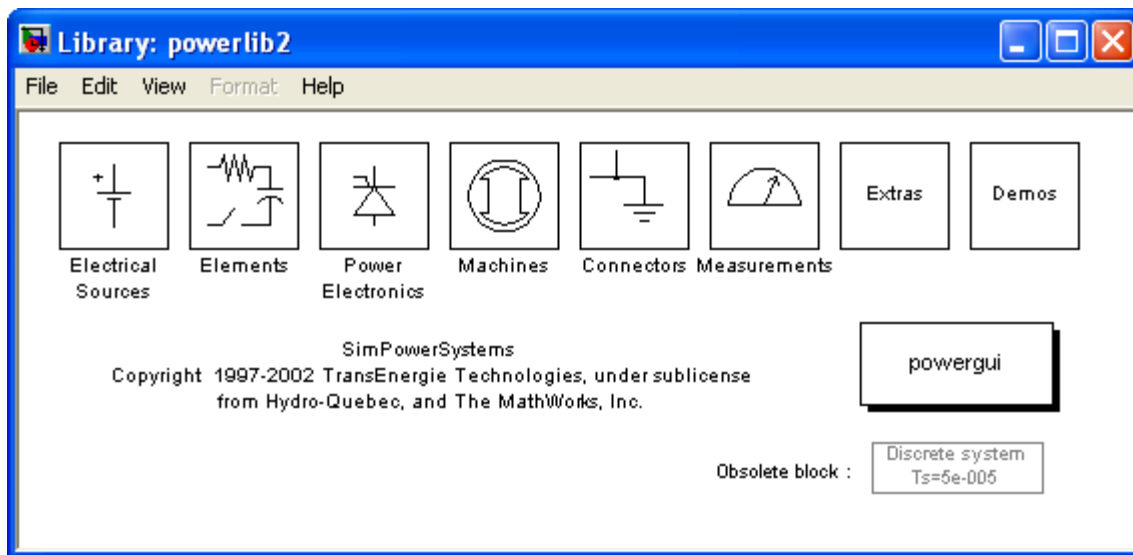 Library: powerlib2
File Edit View Format Help
Extras
Demos
Electrical
Sources
Elements
Power
Electronics
Machines
Connectors
Measurements
SimPowerSystems
Copyright 1997-2002 TransEnergie Technologies, under sublicense
from Hydro-Quebec, and The MathWorks, Inc.
powergui
Obsolete block :
Discrete system
Ts=5e-005